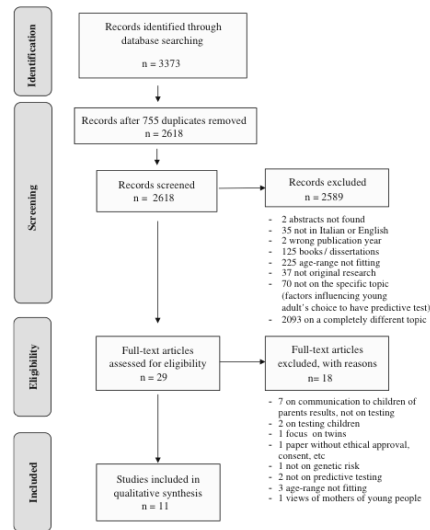 Identification
Records identified through
database searching
n = 3373
Records after 755 duplicates removed
n = 2618
Screening
Records screened
n = 2618
Records excluded
n = 2589
- 2 abstracts not found
- 35 not in Italian or English
- 2 wrong publication year
- 125 books / dissertations
- 225 age-range not fitting
- 37 not original research
- 70 not on the specific topic
(factors influencing young
adult's choice to have predictive test)
- 2093 on a completely different topic
Eligibility
Full-text articles
assessed for eligibility
n = 29
Full-text articles
excluded, with reasons
n= 18
- 7 on communication to children of
parents results, not on testing
- 2 on testing children
- 1 focus on twins
- 1 paper without ethical approval,
consent, etc
- 1 not on genetic risk
- 2 not on predictive testing
- 3 age-range not fitting
- 1 views of mothers of young people
Included
Studies included in
qualitative synthesis
n = 11